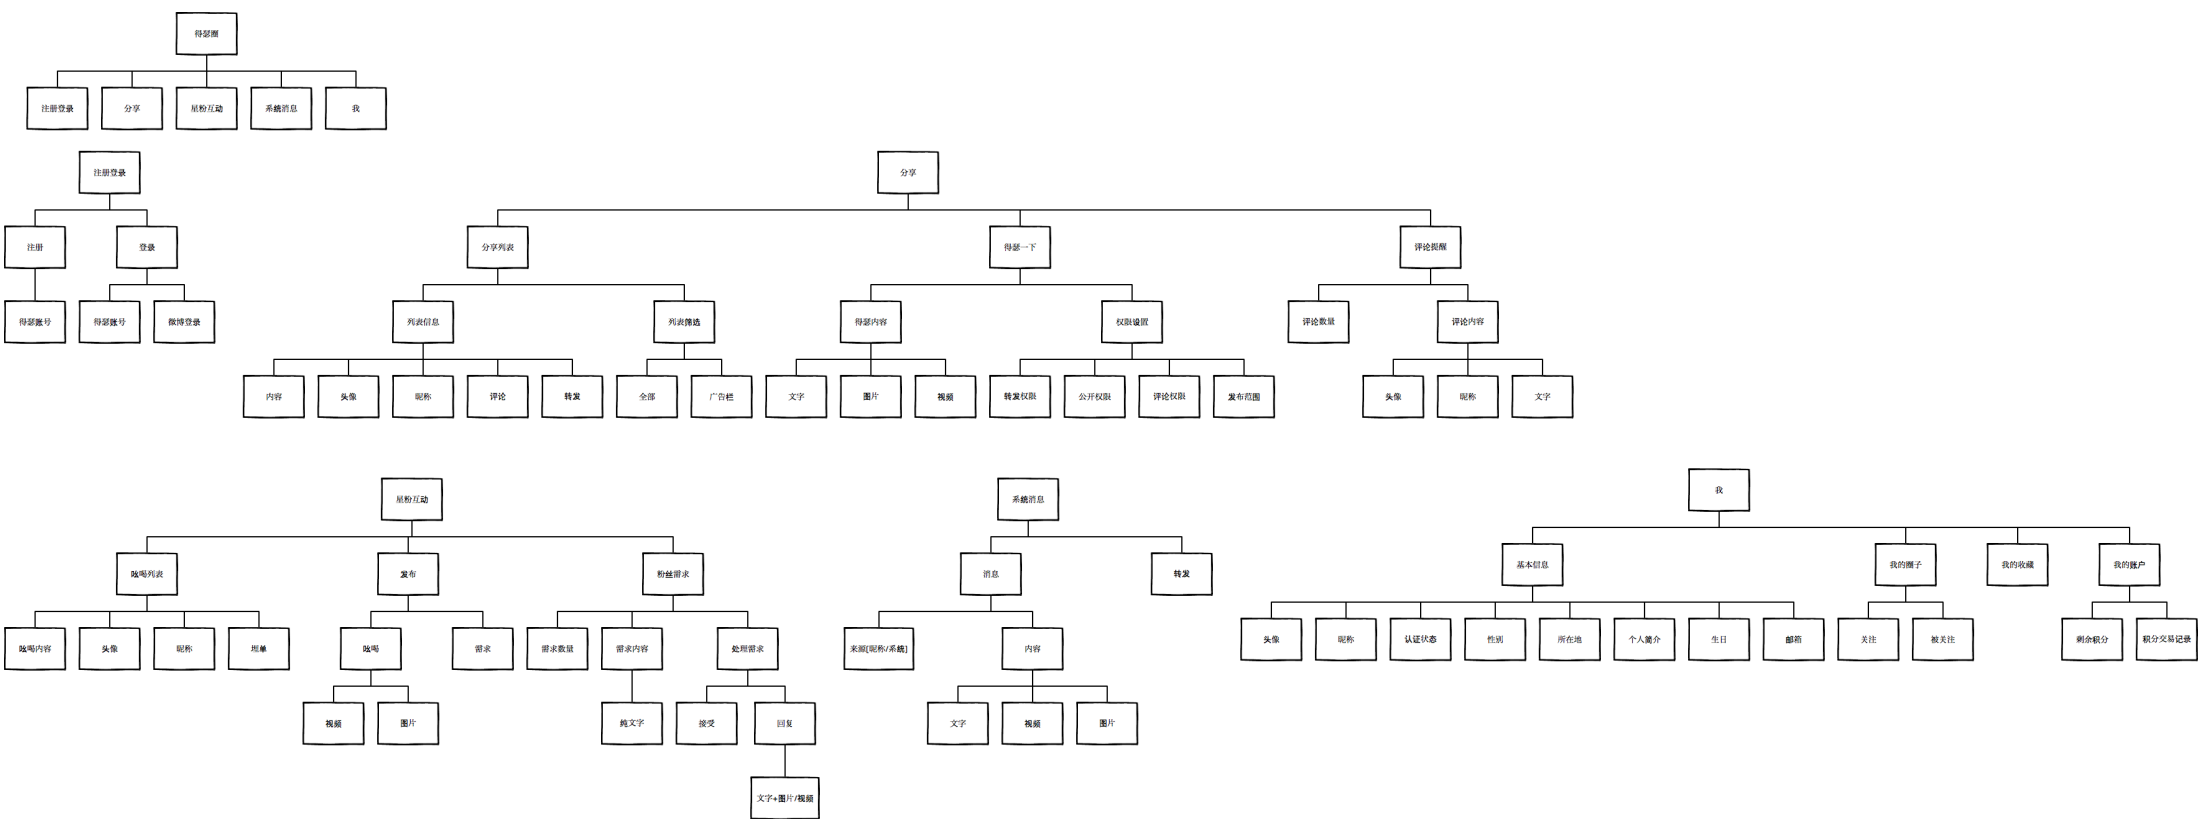 得瑟圈
注册登录
分享
星粉互动
系统消息
我
注册登录
注册
登录
得瑟账号
得瑟账号
微博登录
分享
分享列表
得瑟一下
评论提醒
列表信息
列表筛选
得瑟内容
权限设置
评论数量
评论内容
内容
头像
昵称
评论
转发
全部
广告栏
文字
图片
视频
转发权限
公开权限
评论权限
发布范围
头像
昵称
文字
星粉互动
吆喝列表
发布
粉丝需求
吆喝内容
头像
昵称
埋单
吆喝
需求
需求数量
需求内容
处理需求
视频
图片
纯文字
接受
回复
文字+图片/视频
系统消息
消息
转发
来源[昵称/系统]
内容
文字
视频
图片
我
基本信息
我的圈子
我的收藏
我的账户
头像
昵称
认证状态
性别
所在地
个人简介
生日
邮箱
关注
被关注
剩余积分
积分交易记录